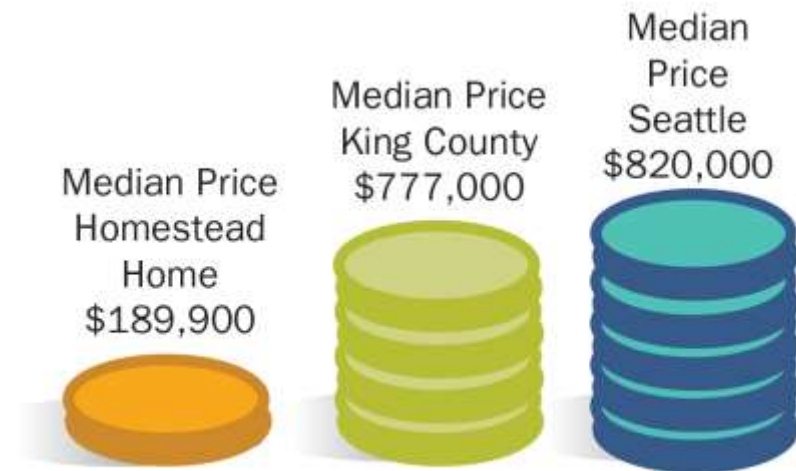 Median Price
Homestead
Home
$189,900
Median Price
King County
$777,000
Median
Price
Seattle
$820,000